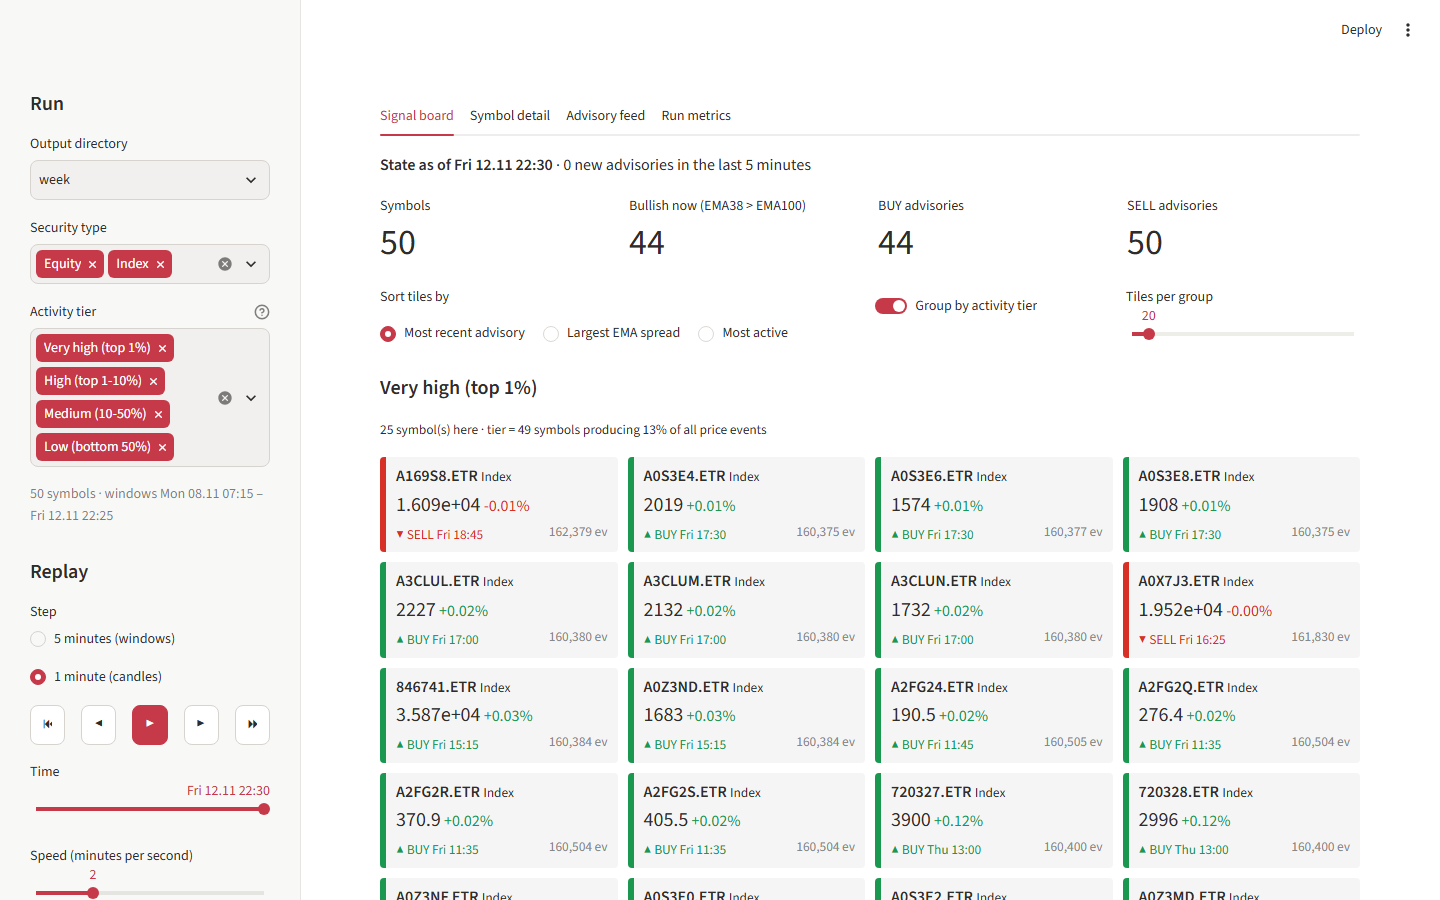 Deploy
Run
Output directory
week
Security type
Equity × Index ×
Activity tier
Very high (top 1%) ×
High (top 1-10%) ×
Medium (10-50%) ×
Low (bottom 50%) ×
50 symbols · windows Mon 08.11 07:15 –
Fri 12.11 22:25
Replay
Step
5 minutes (windows)
1 minute (candles)
Time
Fri 12.11 22:30
Speed (minutes per second)
2
Signal board Symbol detail Advisory feed Run metrics
State as of Fri 12.11 22:30 · 0 new advisories in the last 5 minutes
Symbols Bullish now (EMA38 > EMA100) BUY advisories SELL advisories
50 44 44 50
Sort tiles by
Most recent advisory Largest EMA spread Most active
Group by activity tier
Tiles per group
20
Very high (top 1%)
25 symbol(s) here · tier = 49 symbols producing 13% of all price events
A169S8.ETR Index
1.609e+04 -0.01%
▼ SELL Fri 18:45 162,379 ev
A0S3E4.ETR Index
2019 +0.01%
▲ BUY Fri 17:30 160,375 ev
A0S3E6.ETR Index
1574 +0.01%
▲ BUY Fri 17:30 160,377 ev
A0S3E8.ETR Index
1908 +0.01%
▲ BUY Fri 17:30 160,375 ev
A3CLUL.ETR Index
2227 +0.02%
▲ BUY Fri 17:00 160,380 ev
A3CLUM.ETR Index
2132 +0.02%
▲ BUY Fri 17:00 160,380 ev
A3CLUN.ETR Index
1732 +0.02%
▲ BUY Fri 17:00 160,380 ev
A0X7J3.ETR Index
1.952e+04 -0.00%
▼ SELL Fri 16:25 161,830 ev
846741.ETR Index
3.587e+04 +0.03%
▲ BUY Fri 15:15 160,384 ev
A0Z3ND.ETR Index
1683 +0.03%
▲ BUY Fri 15:15 160,384 ev
A2FG24.ETR Index
190.5 +0.02%
▲ BUY Fri 11:45 160,505 ev
A2FG2Q.ETR Index
276.4 +0.02%
▲ BUY Fri 11:35 160,504 ev
A2FG2R.ETR Index
370.9 +0.02%
▲ BUY Fri 11:35 160,504 ev
A2FG2S.ETR Index
405.5 +0.02%
▲ BUY Fri 11:35 160,504 ev
720327.ETR Index
3900 +0.12%
▲ BUY Thu 13:00 160,400 ev
720328.ETR Index
2996 +0.12%
▲ BUY Thu 13:00 160,400 ev
Index
Index
Index
A0Z3MD.ETR Index